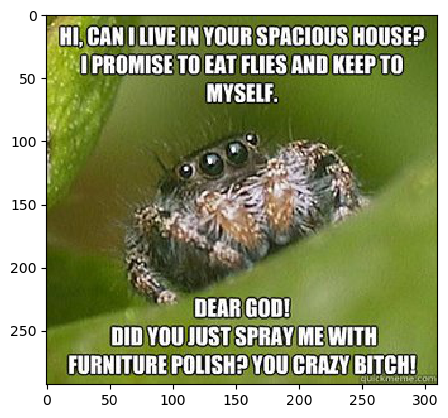 HI, CAN I LIVE IN YOUR SPACIOUS HOUSE?
I PROMISE TO EAT FLIES AND KEEP TO
MYSELF.
DEAR GOD!
DID YOU JUST SPRAY ME WITH
FURNITURE POLISH? YOU CRAZY BITCH!
quickmeme.com
0
50
100
150
200
250
0 50 100 150 200 250 300